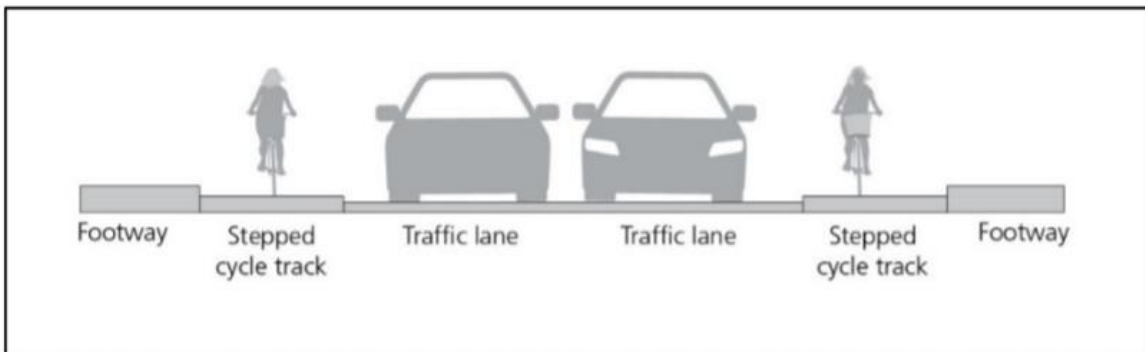 Footway
Stepped
cycle track
Traffic lane
Traffic lane
Stepped
cycle track
Footway